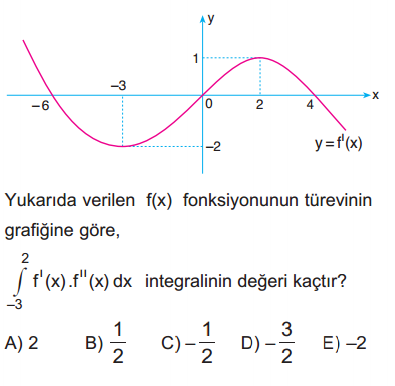 y
1
-3
-6
0
2
4
x
-2
y=f'(x)
Yukarıda verilen f(x) fonksiyonunun türevinin
grafiğine göre,
2
∫ f'(x).f''(x) dx integralinin değeri kaçtır?
–3
A) 2 B) 1/2 C) –1/2 D) –3/2 E) –2